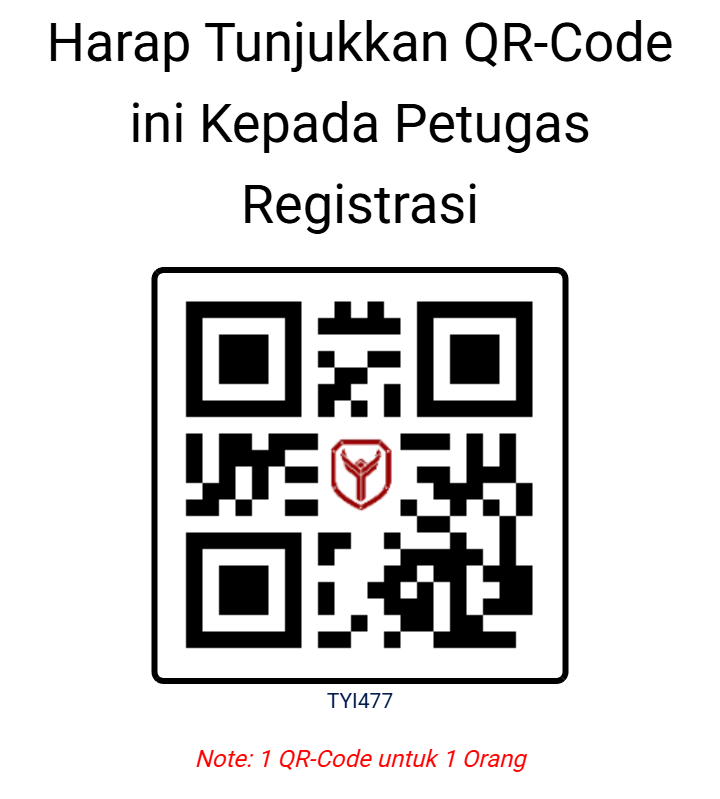 Harap Tunjukkan QR-Code
ini Kepada Petugas
Registrasi
TYI477
Note: 1 QR-Code untuk 1 Orang